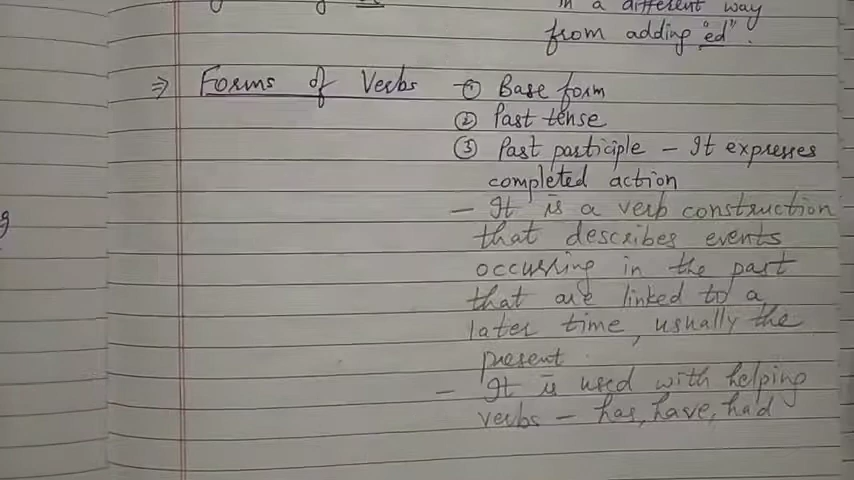 in a different way
from adding "ed".
⇒ Forms of Verbs - ① Base form
② Past tense
③ Past participle - It expresses
completed action
- It is a verb construction
that describes events
occurring in the past
that are linked to a
later time, usually the
present.
- It is used with helping
verbs - has, have, had